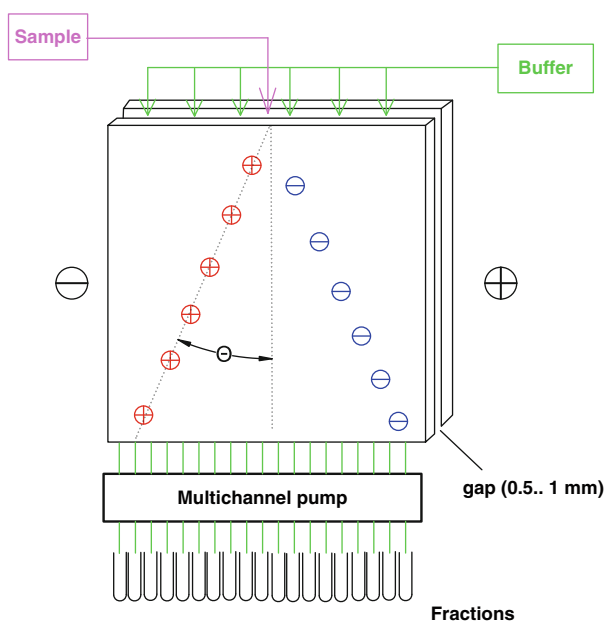 Sample
Buffer
Θ
gap (0.5.. 1 mm)
Multichannel pump
Fractions